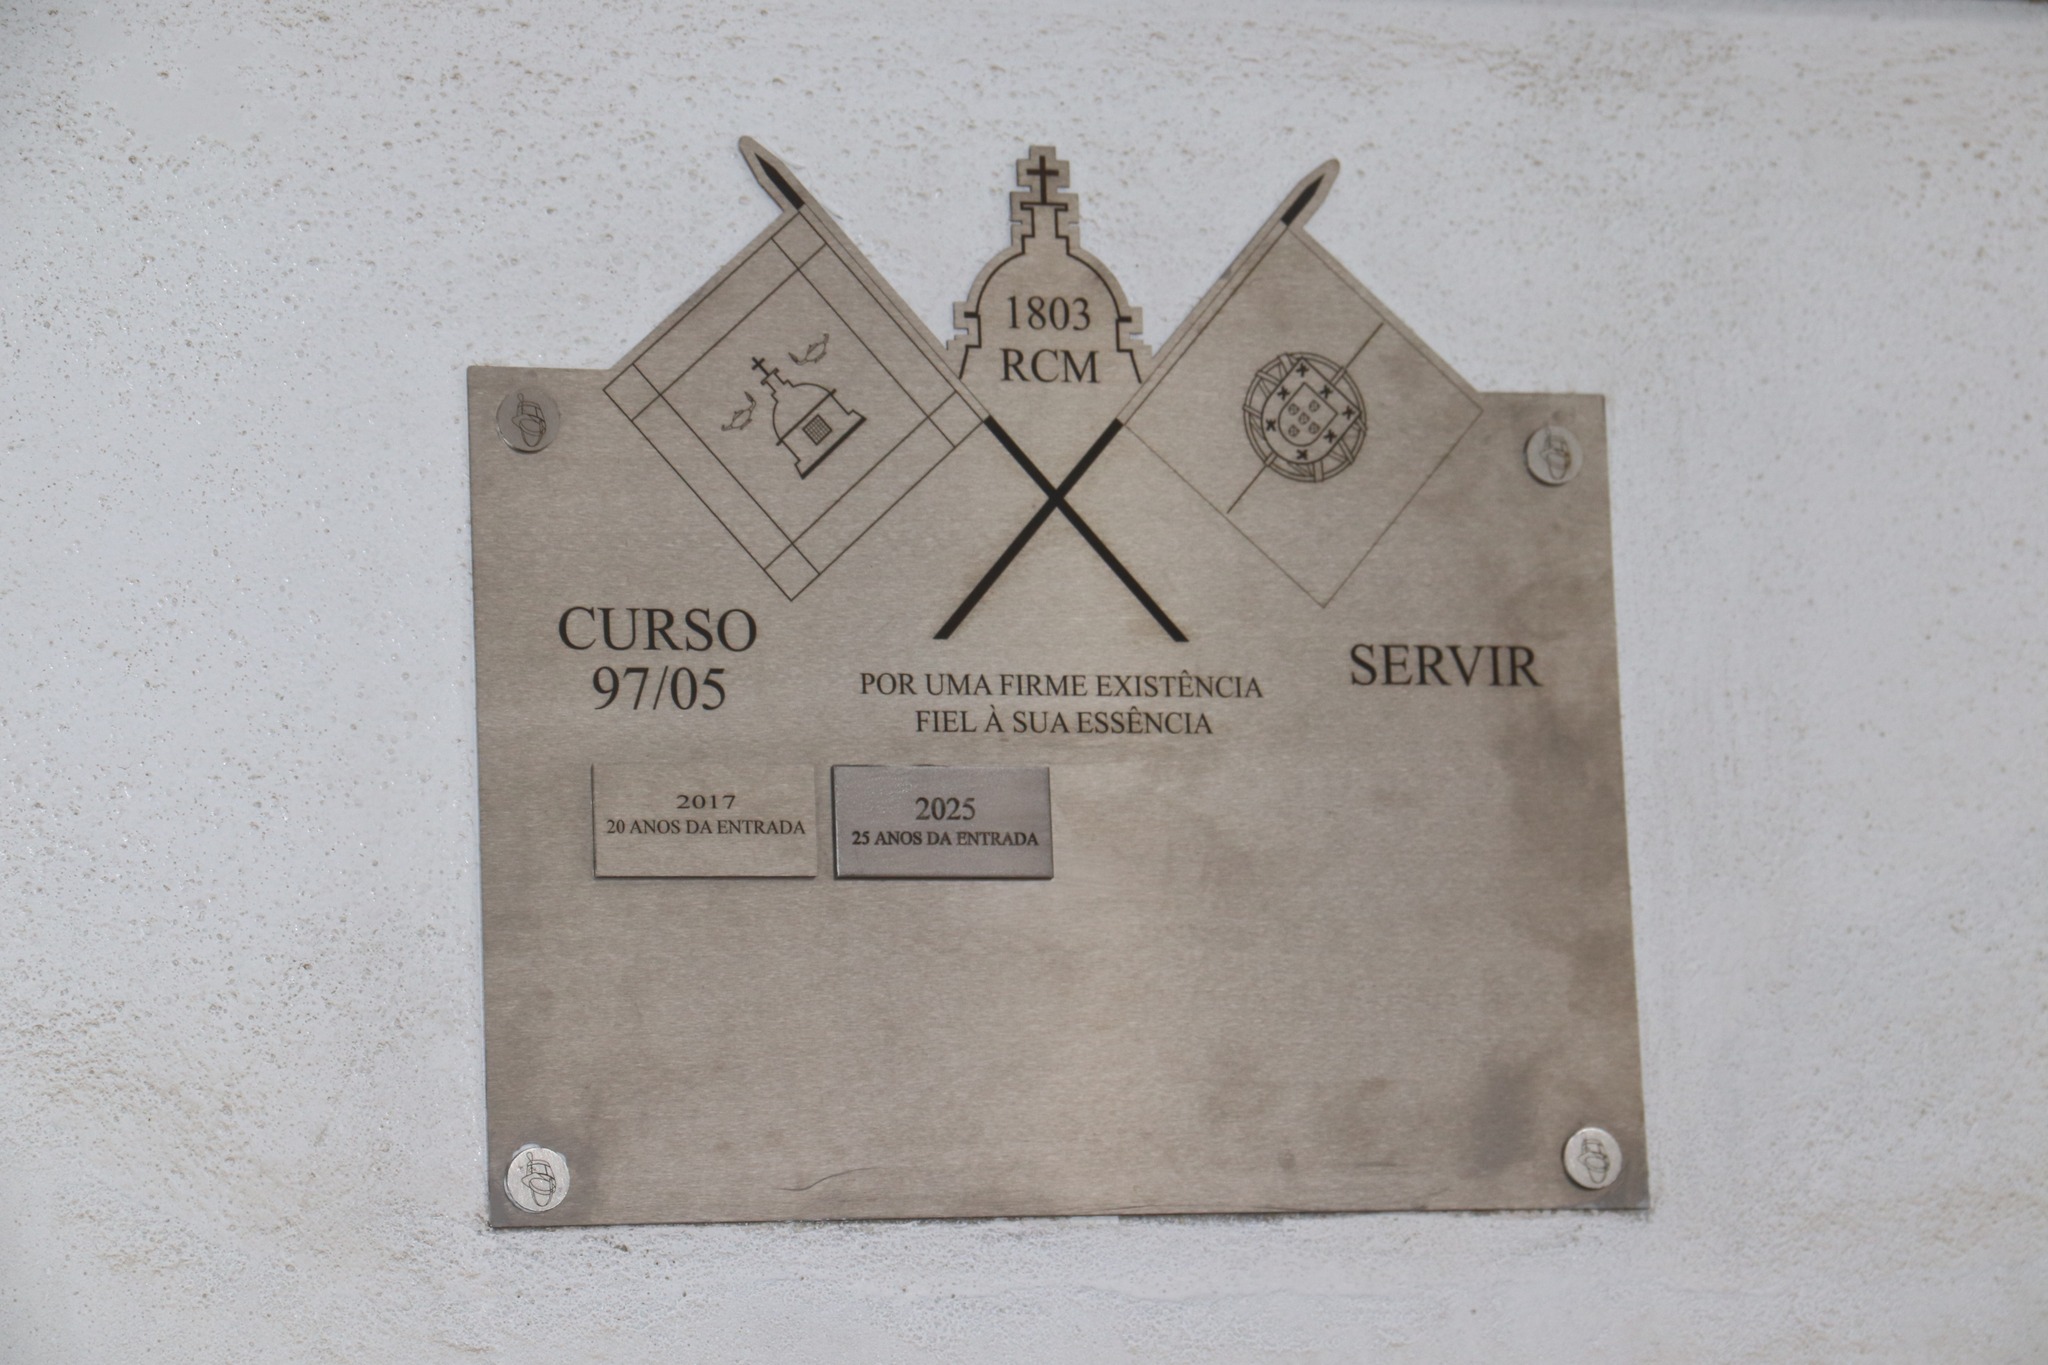 1803
RCM
CURSO
97/05
POR UMA FIRME EXISTÊNCIA
FIEL À SUA ESSÊNCIA
SERVIR
2017
20 ANOS DA ENTRADA
2025
25 ANOS DA ENTRADA